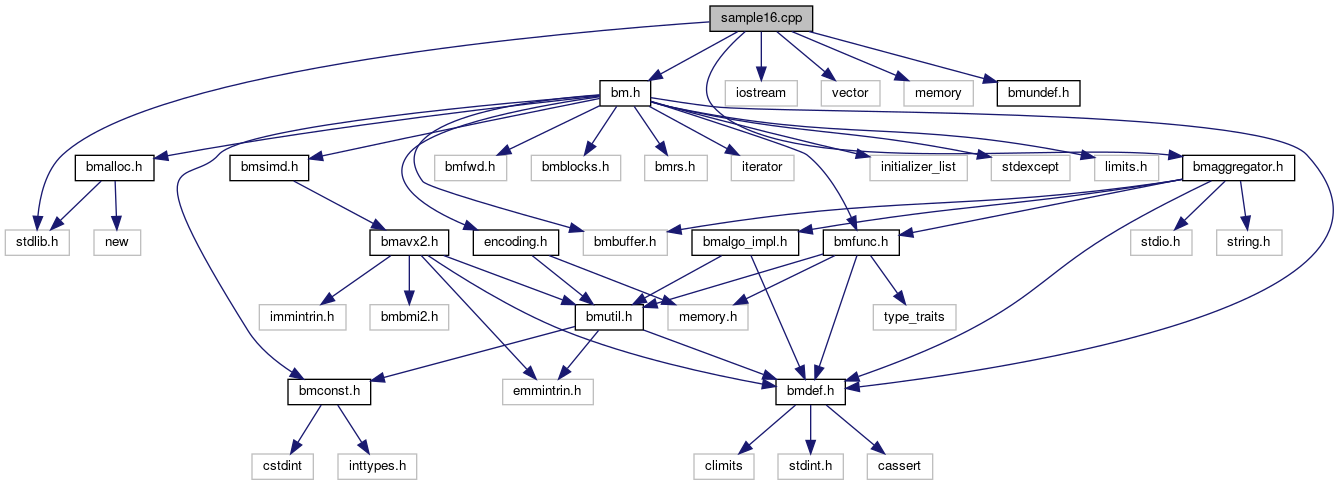 sample16.cpp
bm.h
iostream
vector
memory
bmundef.h
bmalloc.h
bmsimd.h
bmfwd.h
bmblocks.h
bmrs.h
iterator
initializer_list
stdexcept
limits.h
bmaggregator.h
stdlib.h
new
bmavx2.h
encoding.h
bmbuffer.h
bmalgo_impl.h
bmfunc.h
stdio.h
string.h
immintrin.h
bmbmi2.h
bmutil.h
memory.h
type_traits
bmconst.h
emmintrin.h
bmdef.h
cstdint
inttypes.h
climits
stdint.h
cassert